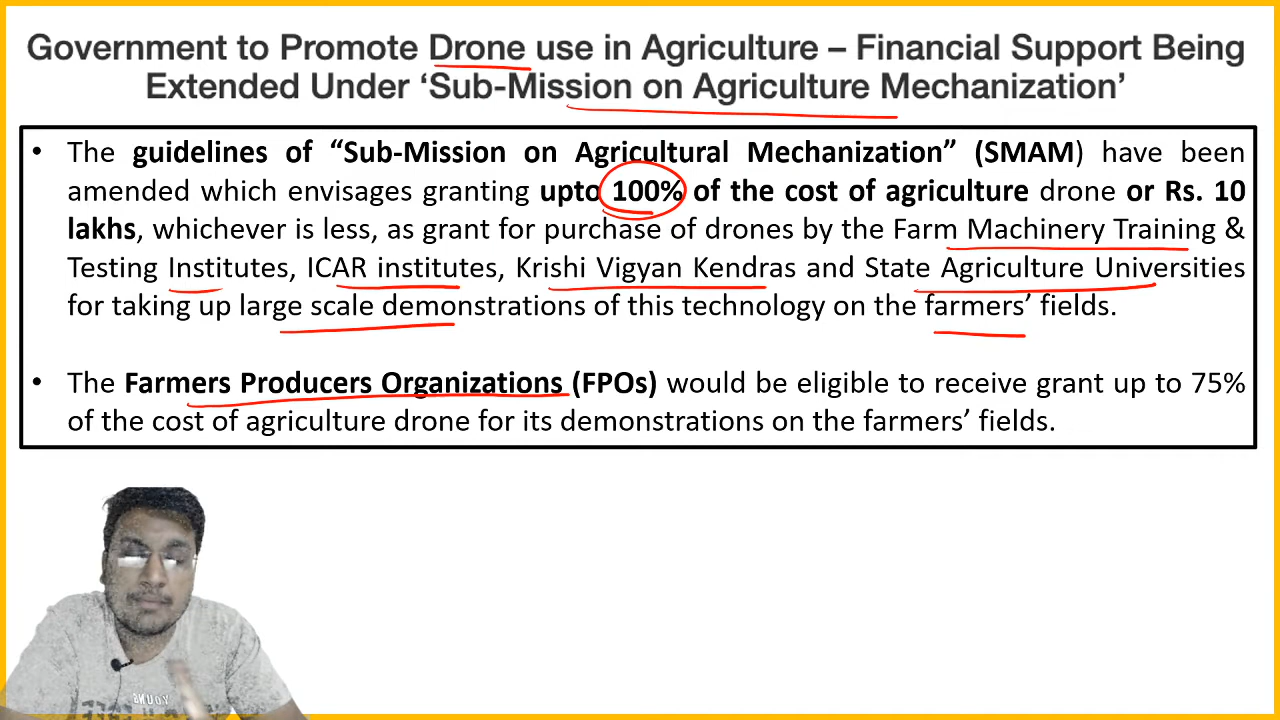 Government to Promote Drone use in Agriculture – Financial Support Being
Extended Under ‘Sub-Mission on Agriculture Mechanization’
• The guidelines of “Sub-Mission on Agricultural Mechanization” (SMAM) have been
amended which envisages granting upto 100% of the cost of agriculture drone or Rs. 10
lakhs, whichever is less, as grant for purchase of drones by the Farm Machinery Training &
Testing Institutes, ICAR institutes, Krishi Vigyan Kendras and State Agriculture Universities
for taking up large scale demonstrations of this technology on the farmers’ fields.
• The Farmers Producers Organizations (FPOs) would be eligible to receive grant up to 75%
of the cost of agriculture drone for its demonstrations on the farmers’ fields.